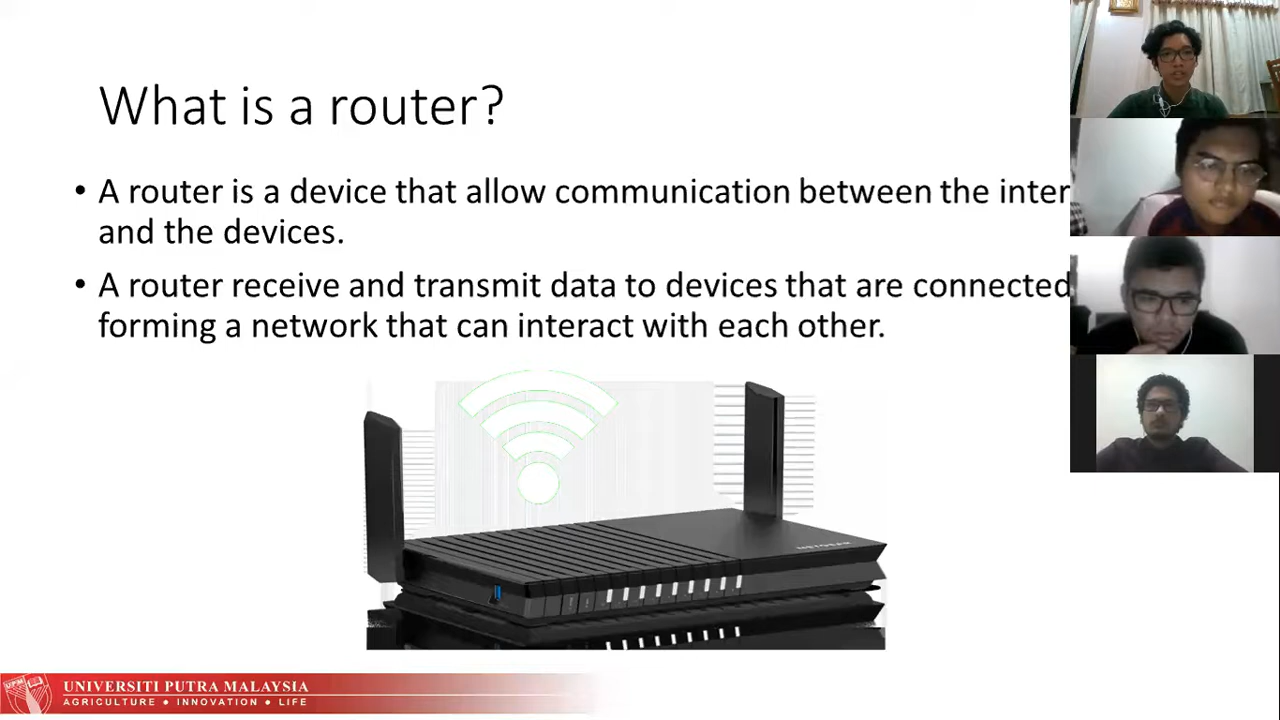 What is a router?
• A router is a device that allow communication between the inter
and the devices.
• A router receive and transmit data to devices that are connected
forming a network that can interact with each other.
NETGEAR
UPM
UNIVERSITI PUTRA MALAYSIA
AGRICULTURE • INNOVATION • LIFE